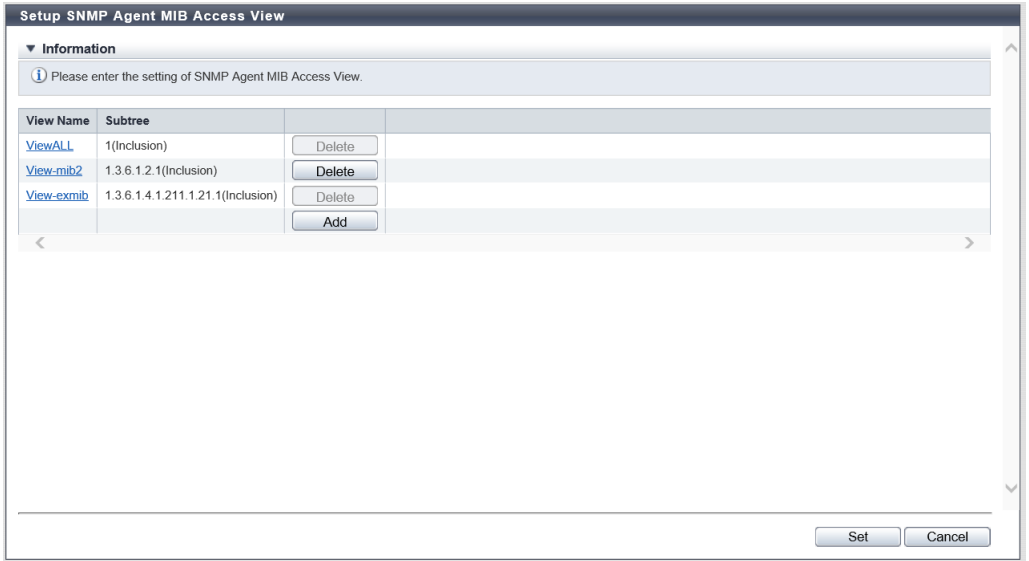 Setup SNMP Agent MIB Access View
Information
Please enter the setting of SNMP Agent MIB Access View.
View Name Subtree
ViewALL 1(Inclusion) Delete
View-mib2 1.3.6.1.2.1(Inclusion) Delete
View-exmib 1.3.6.1.4.1.211.1.21.1(Inclusion) Delete
Add
Set Cancel